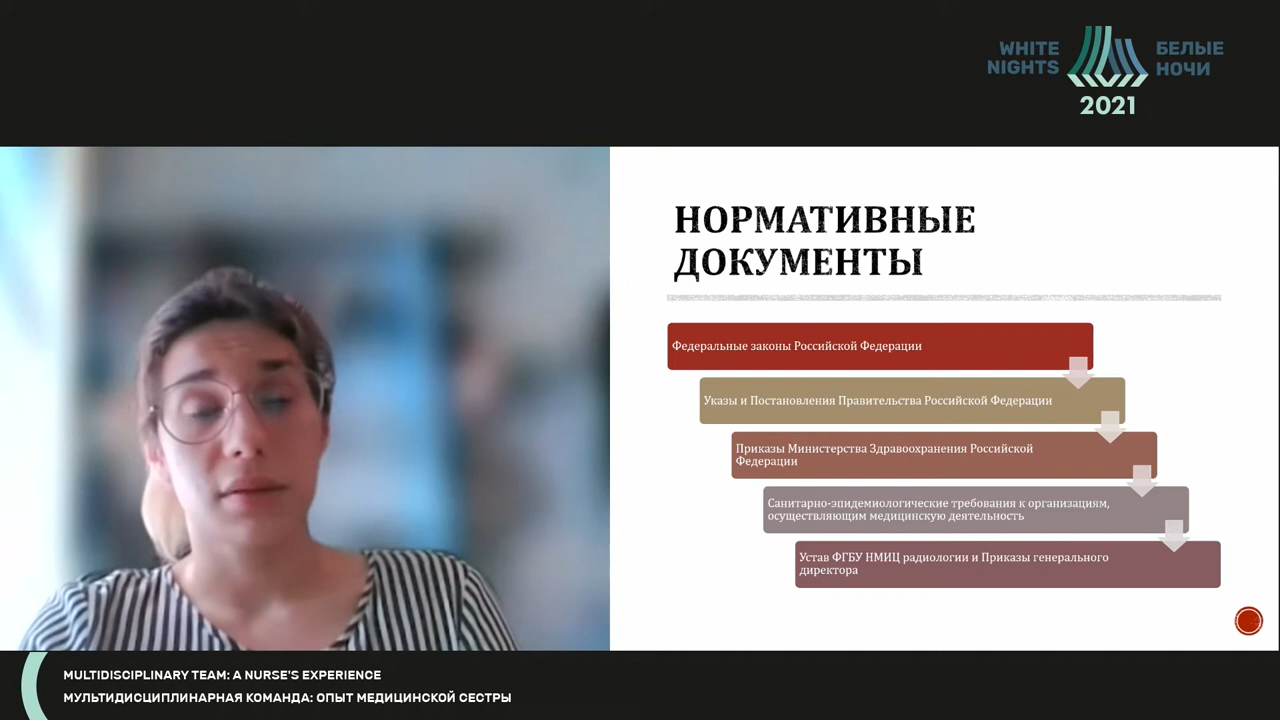 WHITE
NIGHTS
БЕЛЫЕ
НОЧИ
2021
НОРМАТИВНЫЕ
ДОКУМЕНТЫ
Федеральные законы Российской Федерации
Указы и Постановления Правительства Российской Федерации
Приказы Министерства Здравоохранения Российской
Федерации
Санитарно-эпидемиологические требования к организациям,
осуществляющим медицинскую деятельность
Устав ФГБУ НМИЦ радиологии и Приказы генерального
директора
MULTIDISCIPLINARY TEAM: A NURSE'S EXPERIENCE
МУЛЬТИДИСЦИПЛИНАРНАЯ КОМАНДА: ОПЫТ МЕДИЦИНСКОЙ СЕСТРЫ